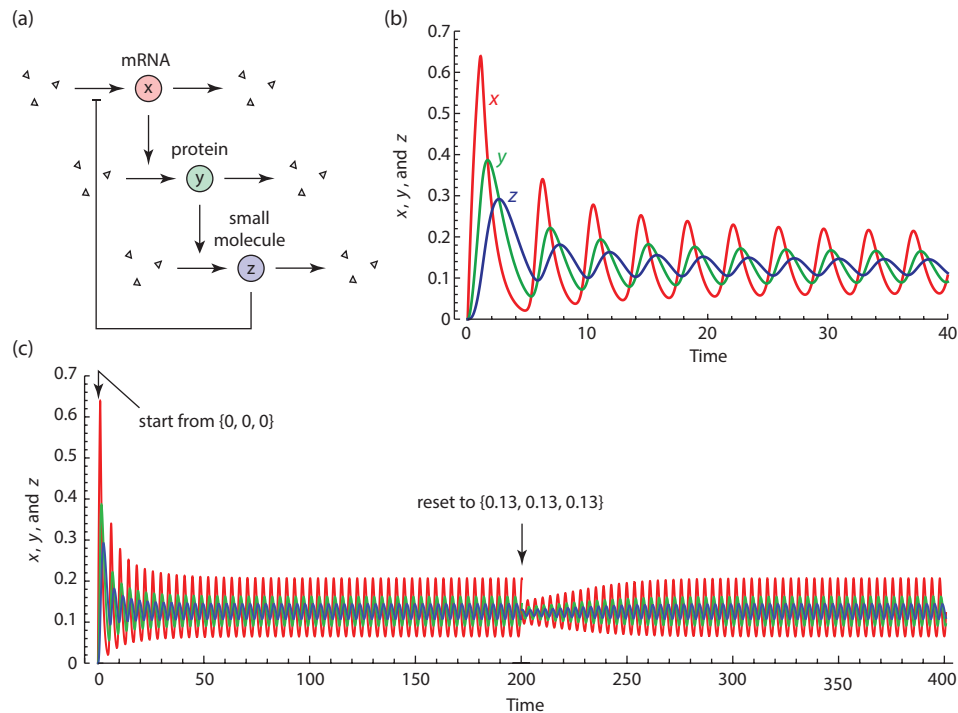 (a)
mRNA
x
protein
y
small
molecule
z
(b)
0.7
0.6
0.4
0.3
0.2
0.1
0
x, y, and z
x
y
z
0 10 20 30 40
Time
(c)
0.7
0.6
0.5
0.4
0.3
0.2
0.1
0
x, y, and z
start from {0, 0, 0}
reset to {0.13, 0.13, 0.13}
0 50 100 150 200 250 300 350 400
Time